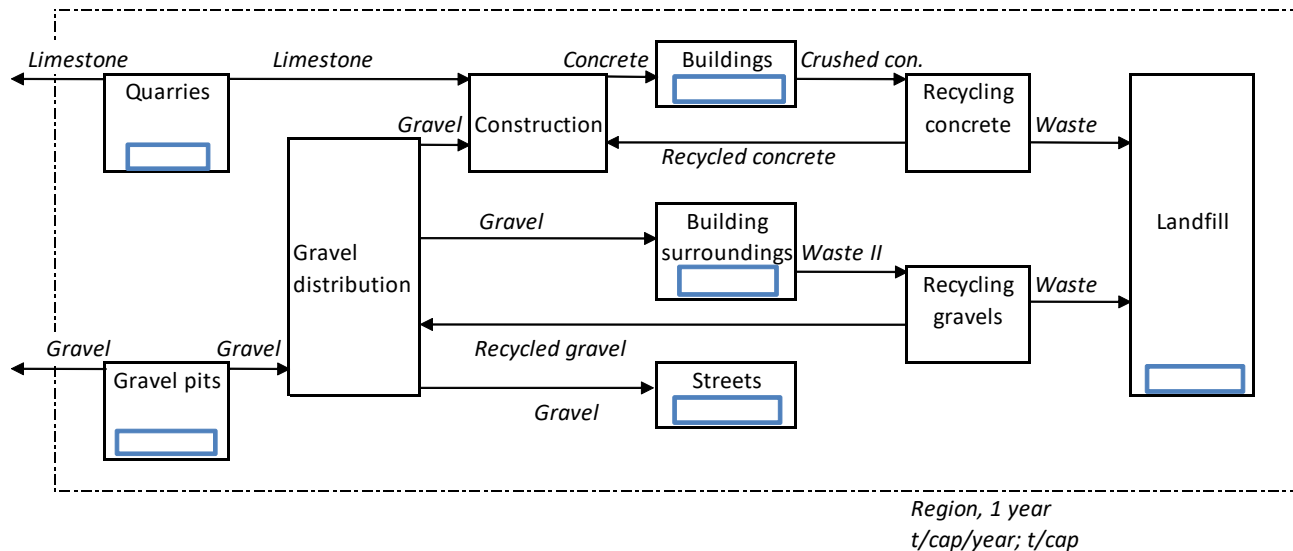 Limestone
Limestone
Concrete
Buildings
Crushed con.
Quarries
Recycling
concrete
Gravel
Construction
Waste
Recycled concrete
Gravel
Building
surroundings
Landfill
Gravel
distribution
Waste II
Recycling
gravels
Waste
Gravel
Gravel
Recycled gravel
Gravel pits
Streets
Gravel
Region, 1 year
t/cap/year; t/cap